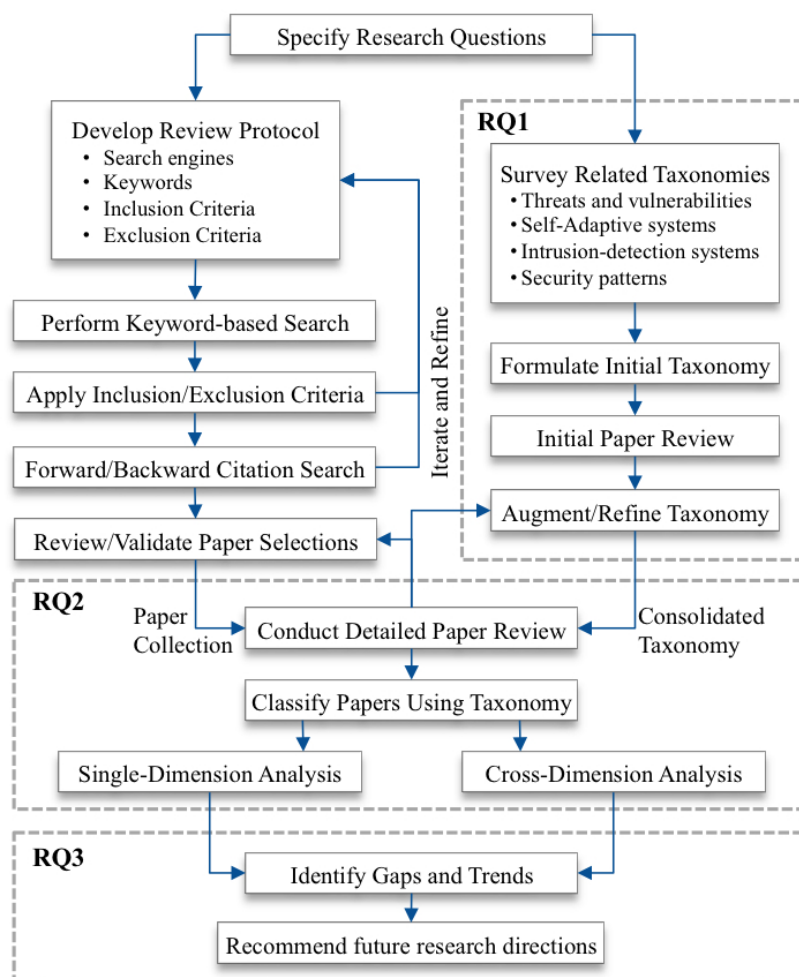 Specify Research Questions
Develop Review Protocol
• Search engines
• Keywords
• Inclusion Criteria
• Exclusion Criteria
Perform Keyword-based Search
Apply Inclusion/Exclusion Criteria
Forward/Backward Citation Search
Review/Validate Paper Selections
Iterate and Refine
RQ1
Survey Related Taxonomies
• Threats and vulnerabilities
• Self-Adaptive systems
• Intrusion-detection systems
• Security patterns
Formulate Initial Taxonomy
Initial Paper Review
Augment/Refine Taxonomy
RQ2
Paper
Collection
Conduct Detailed Paper Review
Consolidated
Taxonomy
Classify Papers Using Taxonomy
Single-Dimension Analysis
Cross-Dimension Analysis
RQ3
Identify Gaps and Trends
Recommend future research directions